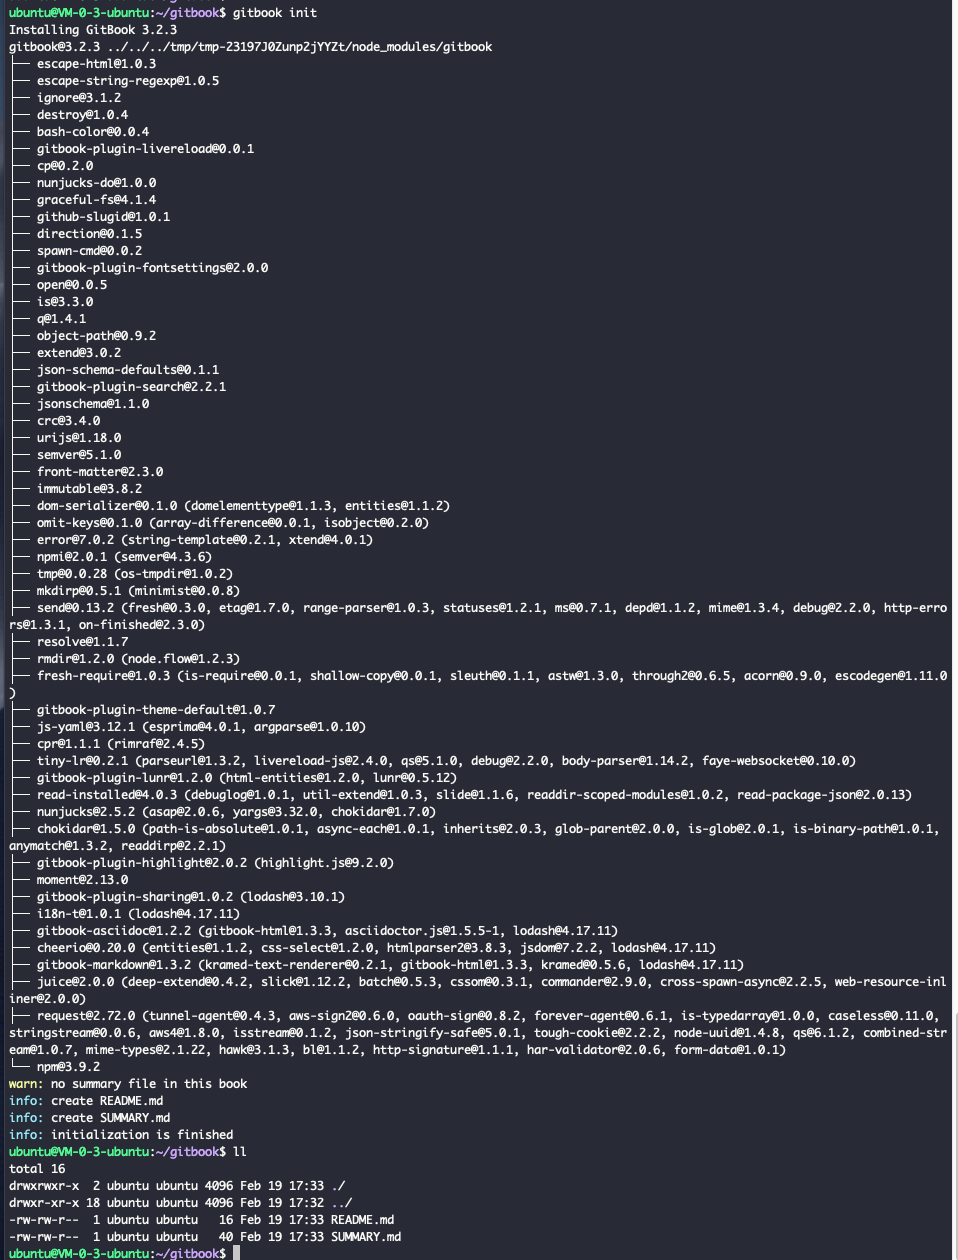 ubuntu@VM-0-3-ubuntu:~/gitbook$ gitbook init
Installing GitBook 3.2.3
gitbook@3.2.3 ../../../tmp/tmp-23197J0Zunp2jYYZt/node_modules/gitbook
├── escape-html@1.0.3
├── escape-string-regexp@1.0.5
├── ignore@3.1.2
├── destroy@1.0.4
├── bash-color@0.0.4
├── gitbook-plugin-livereload@0.0.1
├── cp@0.2.0
├── nunjucks-do@1.0.0
├── graceful-fs@4.1.4
├── github-slugid@1.0.1
├── direction@0.1.5
├── spawn-cmd@0.0.2
├── gitbook-plugin-fontsettings@2.0.0
├── open@0.0.5
├── is@3.3.0
├── q@1.4.1
├── object-path@0.9.2
├── extend@3.0.2
├── json-schema-defaults@0.1.1
├── gitbook-plugin-search@2.2.1
├── jsonschema@1.1.0
├── crc@3.4.0
├── urijs@1.18.0
├── semver@5.1.0
├── front-matter@2.3.0
├── immutable@3.8.2
├── dom-serializer@0.1.0 (domelementtype@1.1.3, entities@1.1.2)
├── omit-keys@0.1.0 (array-difference@0.0.1, isobject@0.2.0)
├── error@7.0.2 (string-template@0.2.1, xtend@4.0.1)
├── npmi@2.0.1 (semver@4.3.6)
├── tmp@0.0.28 (os-tmpdir@1.0.2)
├── mkdirp@0.5.1 (minimist@0.0.8)
├── send@0.13.2 (fresh@0.3.0, etag@1.7.0, range-parser@1.0.3, statuses@1.2.1, ms@0.7.1, depd@1.1.2, mime@1.3.4, debug@2.2.0, http-erro
rs@1.3.1, on-finished@2.3.0)
├── resolve@1.1.7
├── rmdir@1.2.0 (node.flow@1.2.3)
├── fresh-require@1.0.3 (is-require@0.0.1, shallow-copy@0.0.1, sleuth@0.1.1, astw@1.3.0, through2@0.6.5, acorn@0.9.0, escodegen@1.11.0
)
├── gitbook-plugin-theme-default@1.0.7
├── js-yaml@3.12.1 (esprima@4.0.1, argparse@1.0.10)
├── cpr@1.1.1 (rimraf@2.4.5)
├── tiny-lr@0.2.1 (parseurl@1.3.2, livereload-js@2.4.0, qs@5.1.0, debug@2.2.0, body-parser@1.14.2, faye-websocket@0.10.0)
├── gitbook-plugin-lunr@1.2.0 (html-entities@1.2.0, lunr@0.5.12)
├── read-installed@4.0.3 (debuglog@1.0.1, util-extend@1.0.3, slide@1.1.6, readdir-scoped-modules@1.0.2, read-package-json@2.0.13)
├── nunjucks@2.5.2 (asap@2.0.6, yargs@3.32.0, chokidar@1.7.0)
├── chokidar@1.5.0 (path-is-absolute@1.0.1, async-each@1.0.1, inherits@2.0.3, glob-parent@2.0.0, is-glob@2.0.1, is-binary-path@1.0.1, 
anymatch@1.3.2, readdirp@2.2.1)
├── gitbook-plugin-highlight@2.0.2 (highlight.js@9.2.0)
├── moment@2.13.0
├── gitbook-plugin-sharing@1.0.2 (lodash@3.10.1)
├── i18n-t@1.0.1 (lodash@4.17.11)
├── gitbook-asciidoc@1.2.2 (gitbook-html@1.3.3, asciidoctor.js@1.5.5-1, lodash@4.17.11)
├── cheerio@0.20.0 (entities@1.1.2, css-select@1.2.0, htmlparser2@3.8.3, jsdom@7.2.2, lodash@4.17.11)
├── gitbook-markdown@1.3.2 (kramed-text-renderer@0.2.1, gitbook-html@1.3.3, kramed@0.5.6, lodash@4.17.11)
├── juice@2.0.0 (deep-extend@0.4.2, slick@1.12.2, batch@0.5.3, cssom@0.3.1, commander@2.9.0, cross-spawn-async@2.2.5, web-resource-inl
iner@2.0.0)
├── request@2.72.0 (tunnel-agent@0.4.3, aws-sign2@0.6.0, oauth-sign@0.8.2, forever-agent@0.6.1, is-typedarray@1.0.0, caseless@0.11.0, 
stringstream@0.0.6, aws4@1.8.0, isstream@0.1.2, json-stringify-safe@5.0.1, tough-cookie@2.2.2, node-uuid@1.4.8, qs@6.1.2, combined-str
eam@1.0.7, mime-types@2.1.22, hawk@3.1.3, bl@1.1.2, http-signature@1.1.1, har-validator@2.0.6, form-data@1.0.1)
└── npm@3.9.2
warn: no summary file in this book
info: create README.md
info: create SUMMARY.md
info: initialization is finished
ubuntu@VM-0-3-ubuntu:~/gitbook$ ll
total 16
drwxrwxr-x  2 ubuntu ubuntu 4096 Feb 19 17:33 ./
drwxr-xr-x 18 ubuntu ubuntu 4096 Feb 19 17:32 ../
-rw-rw-r--  1 ubuntu ubuntu   16 Feb 19 17:33 README.md
-rw-rw-r--  1 ubuntu ubuntu   40 Feb 19 17:33 SUMMARY.md
ubuntu@VM-0-3-ubuntu:~/gitbook$